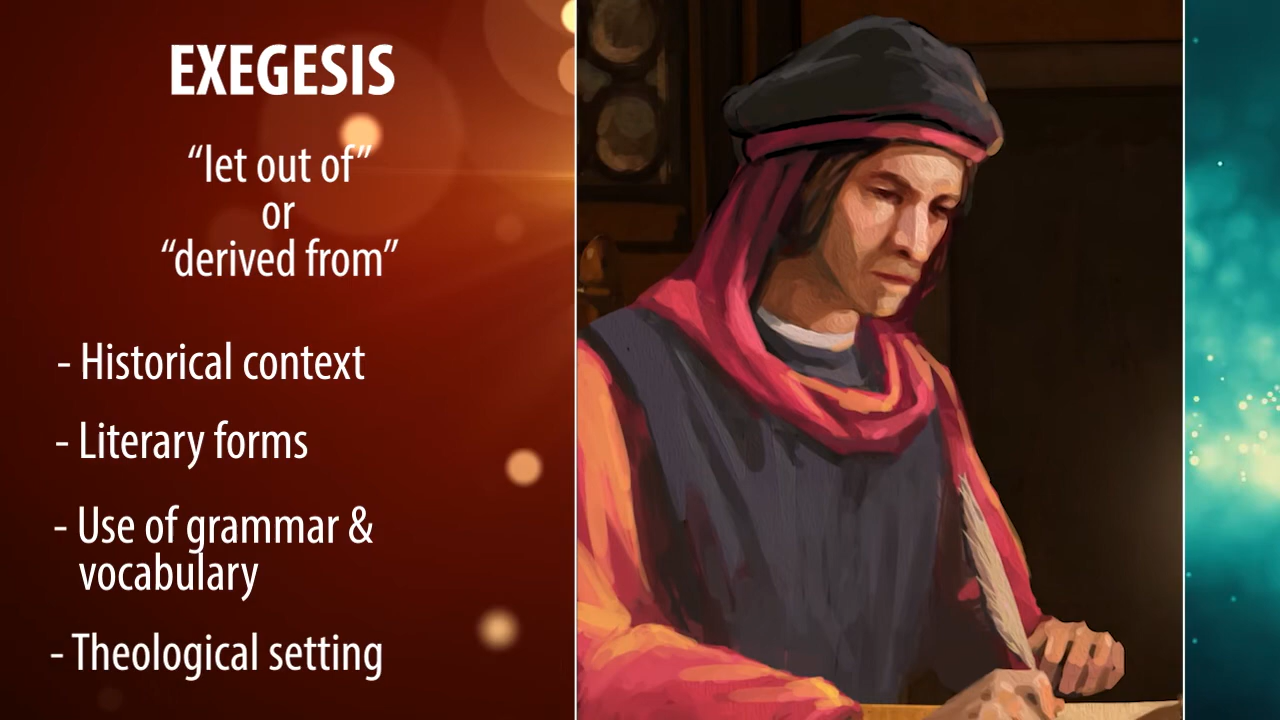 EXEGESIS
“let out of”
or
“derived from”
- Historical context
- Literary forms
- Use of grammar &
vocabulary
- Theological setting